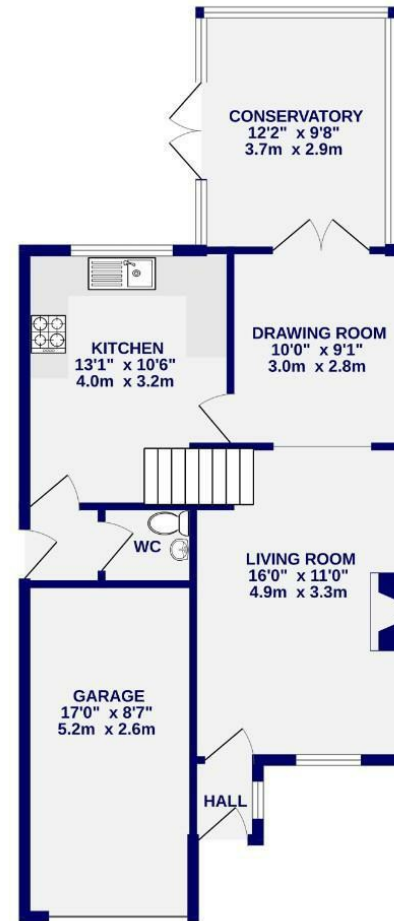 CONSERVATORY
12'2" x 9'8"
3.7m x 2.9m
KITCHEN
13'1" x 10'6"
4.0m x 3.2m
DRAWING ROOM
10'0" x 9'1"
3.0m x 2.8m
WC
LIVING ROOM
16'0" x 11'0"
4.9m x 3.3m
GARAGE
17'0" x 8'7"
5.2m x 2.6m
HALL